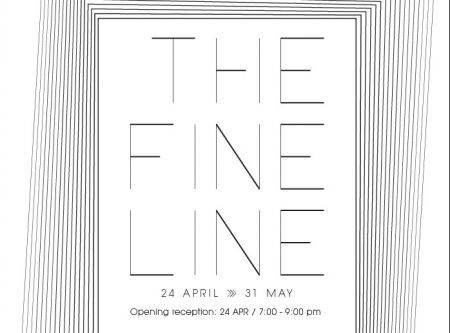 THE
FINE
LINE
24 APRIL >>> 31 MAY
Opening reception: 24 APR / 7:00 - 9:00 pm